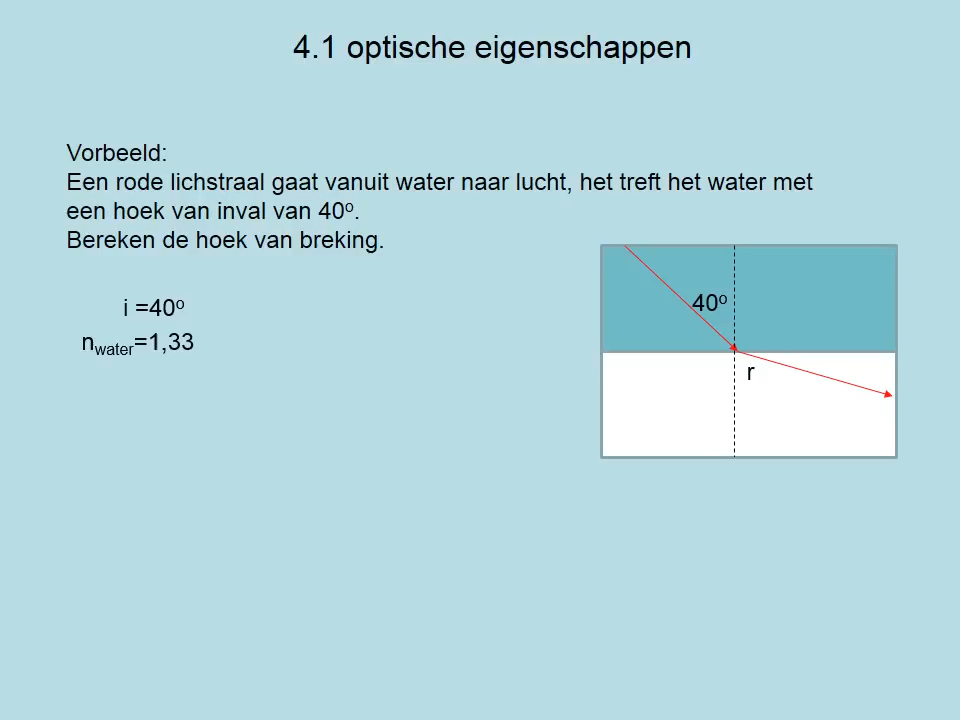 4.1 optische eigenschappen
Vorbeeld:
Een rode lichstraal gaat vanuit water naar lucht, het treft het water met
een hoek van inval van 40º.
Bereken de hoek van breking.
i =40º
nwater=1,33
40º
r